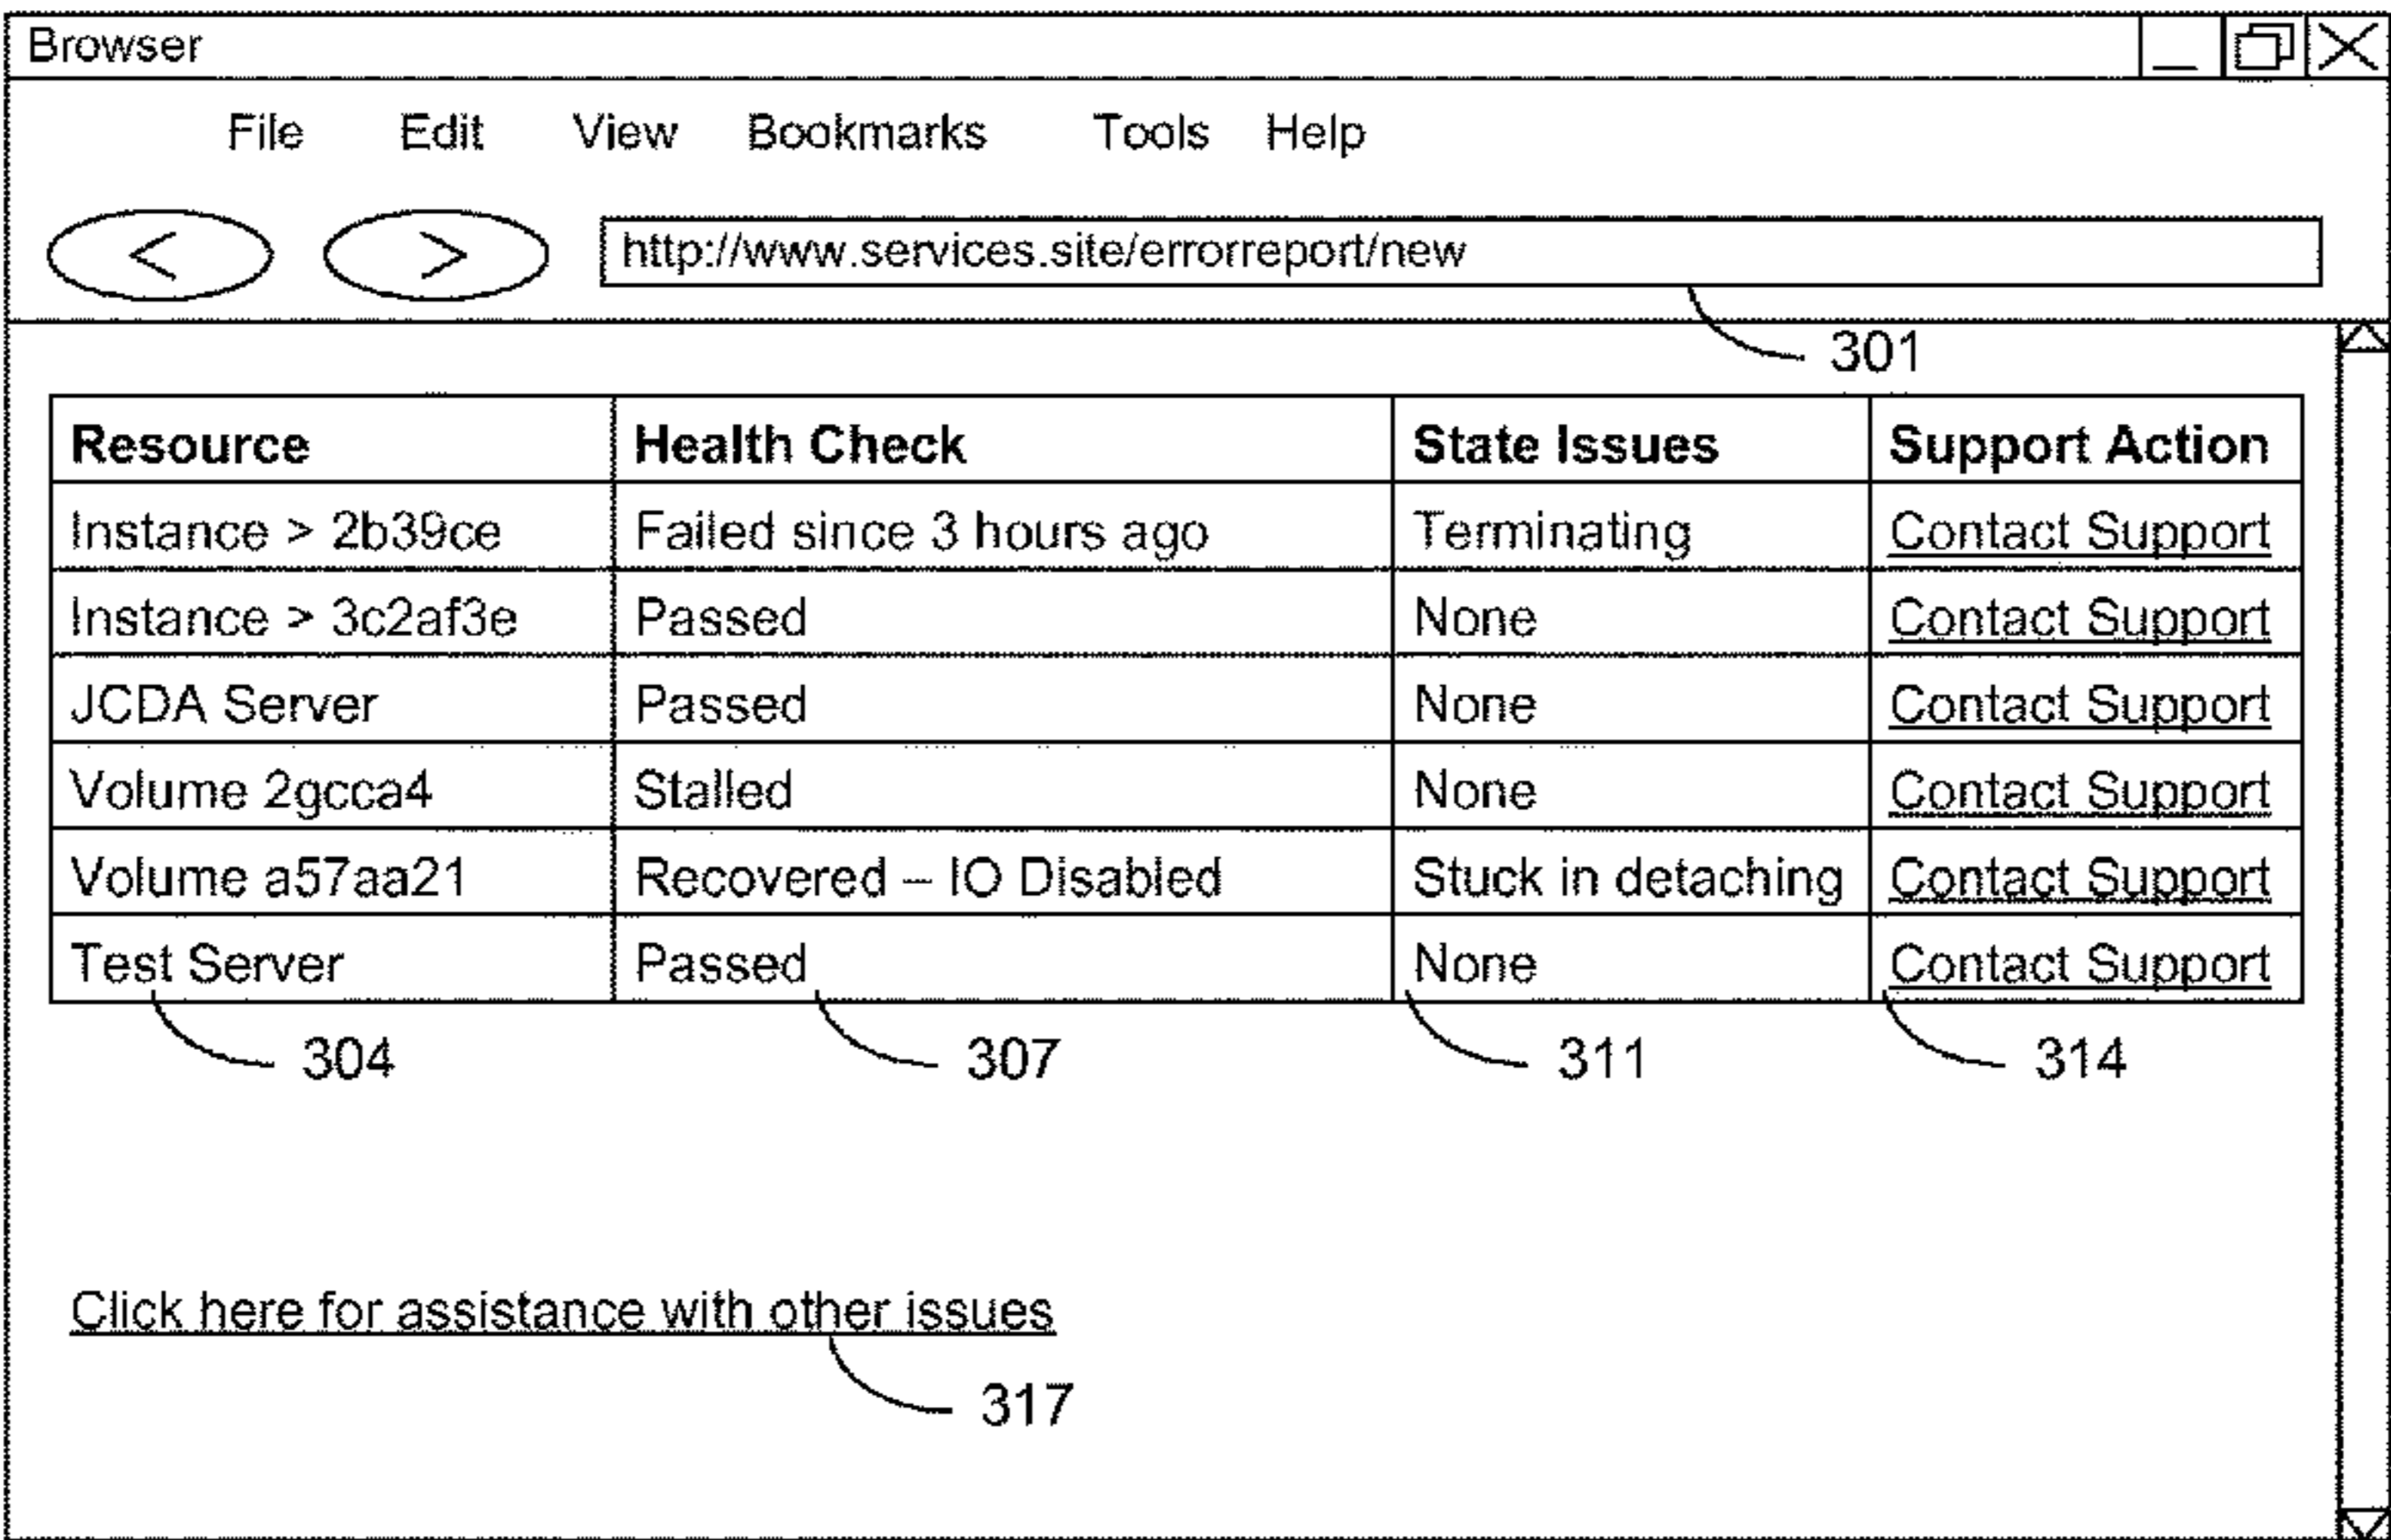 Browser
File Edit View Bookmarks Tools Help
< > http://www.services.site/errorreport/new
301
Resource Health Check State Issues Support Action
Instance > 2b39ce Failed since 3 hours ago Terminating Contact Support
Instance > 3c2af3e Passed None Contact Support
JCDA Server Passed None Contact Support
Volume 2gcca4 Stalled None Contact Support
Volume a57aa21 Recovered – IO Disabled Stuck in detaching Contact Support
Test Server Passed None Contact Support
304 307 311 314
Click here for assistance with other issues
317